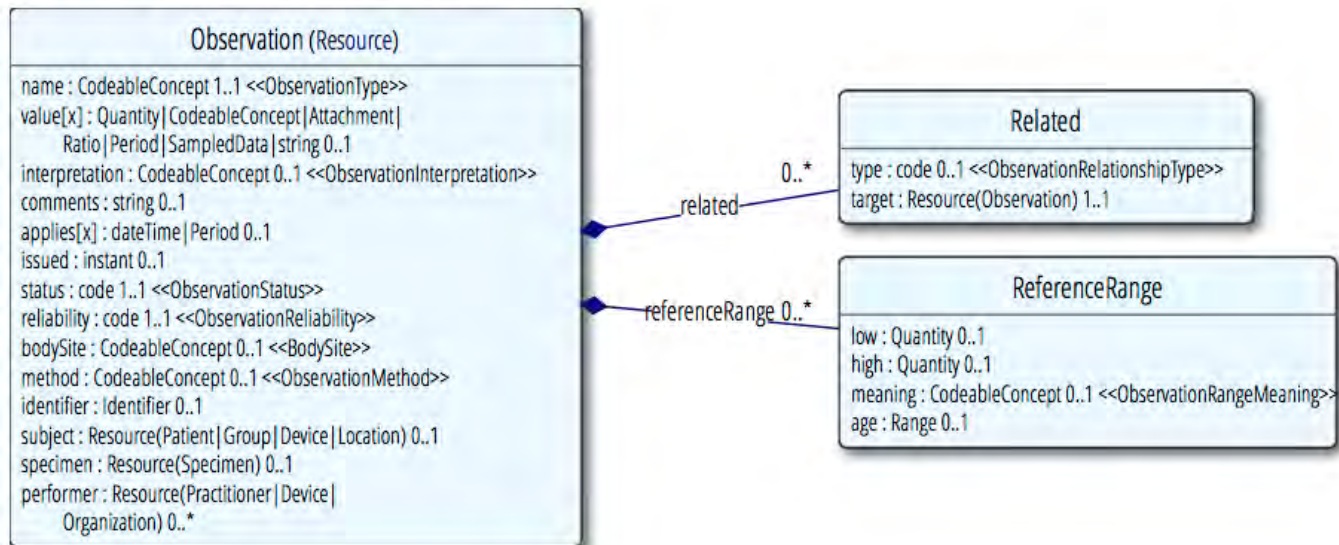 Observation (Resource)
name : CodeableConcept 1..1 <<ObservationType>>
value[x] : Quantity|CodeableConcept|Attachment|
Ratio|Period|SampledData|string 0..1
interpretation : CodeableConcept 0..1 <<ObservationInterpretation>>
comments : string 0..1
applies[x] : dateTime|Period 0..1
issued : instant 0..1
status : code 1..1 <<ObservationStatus>>
reliability : code 1..1 <<ObservationReliability>>
bodySite : CodeableConcept 0..1 <<BodySite>>
method : CodeableConcept 0..1 <<ObservationMethod>>
identifier : Identifier 0..1
subject : Resource(Patient|Group|Device|Location) 0..1
specimen : Resource(Specimen) 0..1
performer : Resource(Practitioner|Device|
Organization) 0..*
related
0..*
referenceRange 0..*
Related
type : code 0..1 <<ObservationRelationshipType>>
target : Resource(Observation) 1..1
ReferenceRange
low : Quantity 0..1
high : Quantity 0..1
meaning : CodeableConcept 0..1 <<ObservationRangeMeaning>>
age : Range 0..1